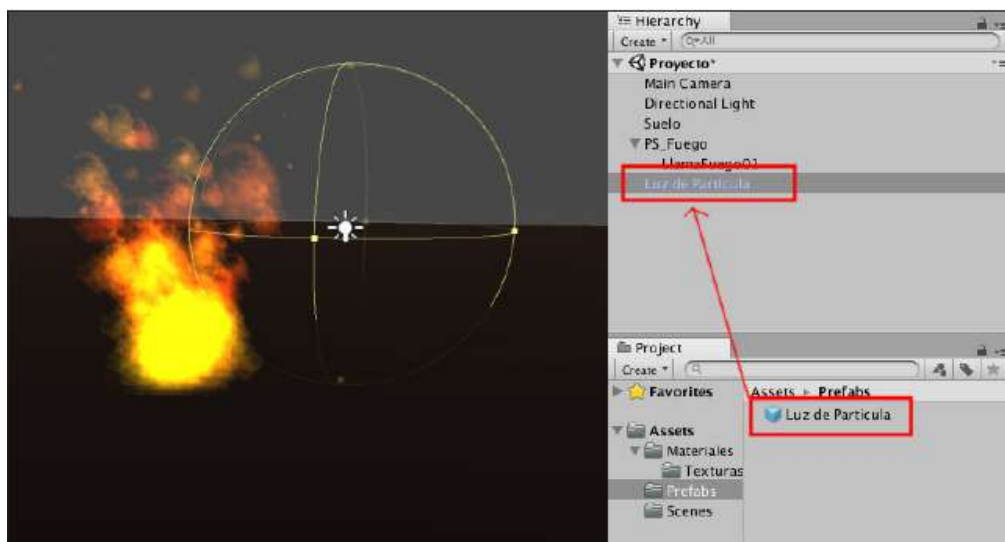 Hierarchy
Create
All
Proyecto*
Main Camera
Directional Light
Suelo
PS_Fuego
LlamaFuego01
Luz de Particula
Project
Create
Favorites
Assets
Prefabs
Luz de Particula
Assets
Materiales
Texturas
Prefabs
Scenes